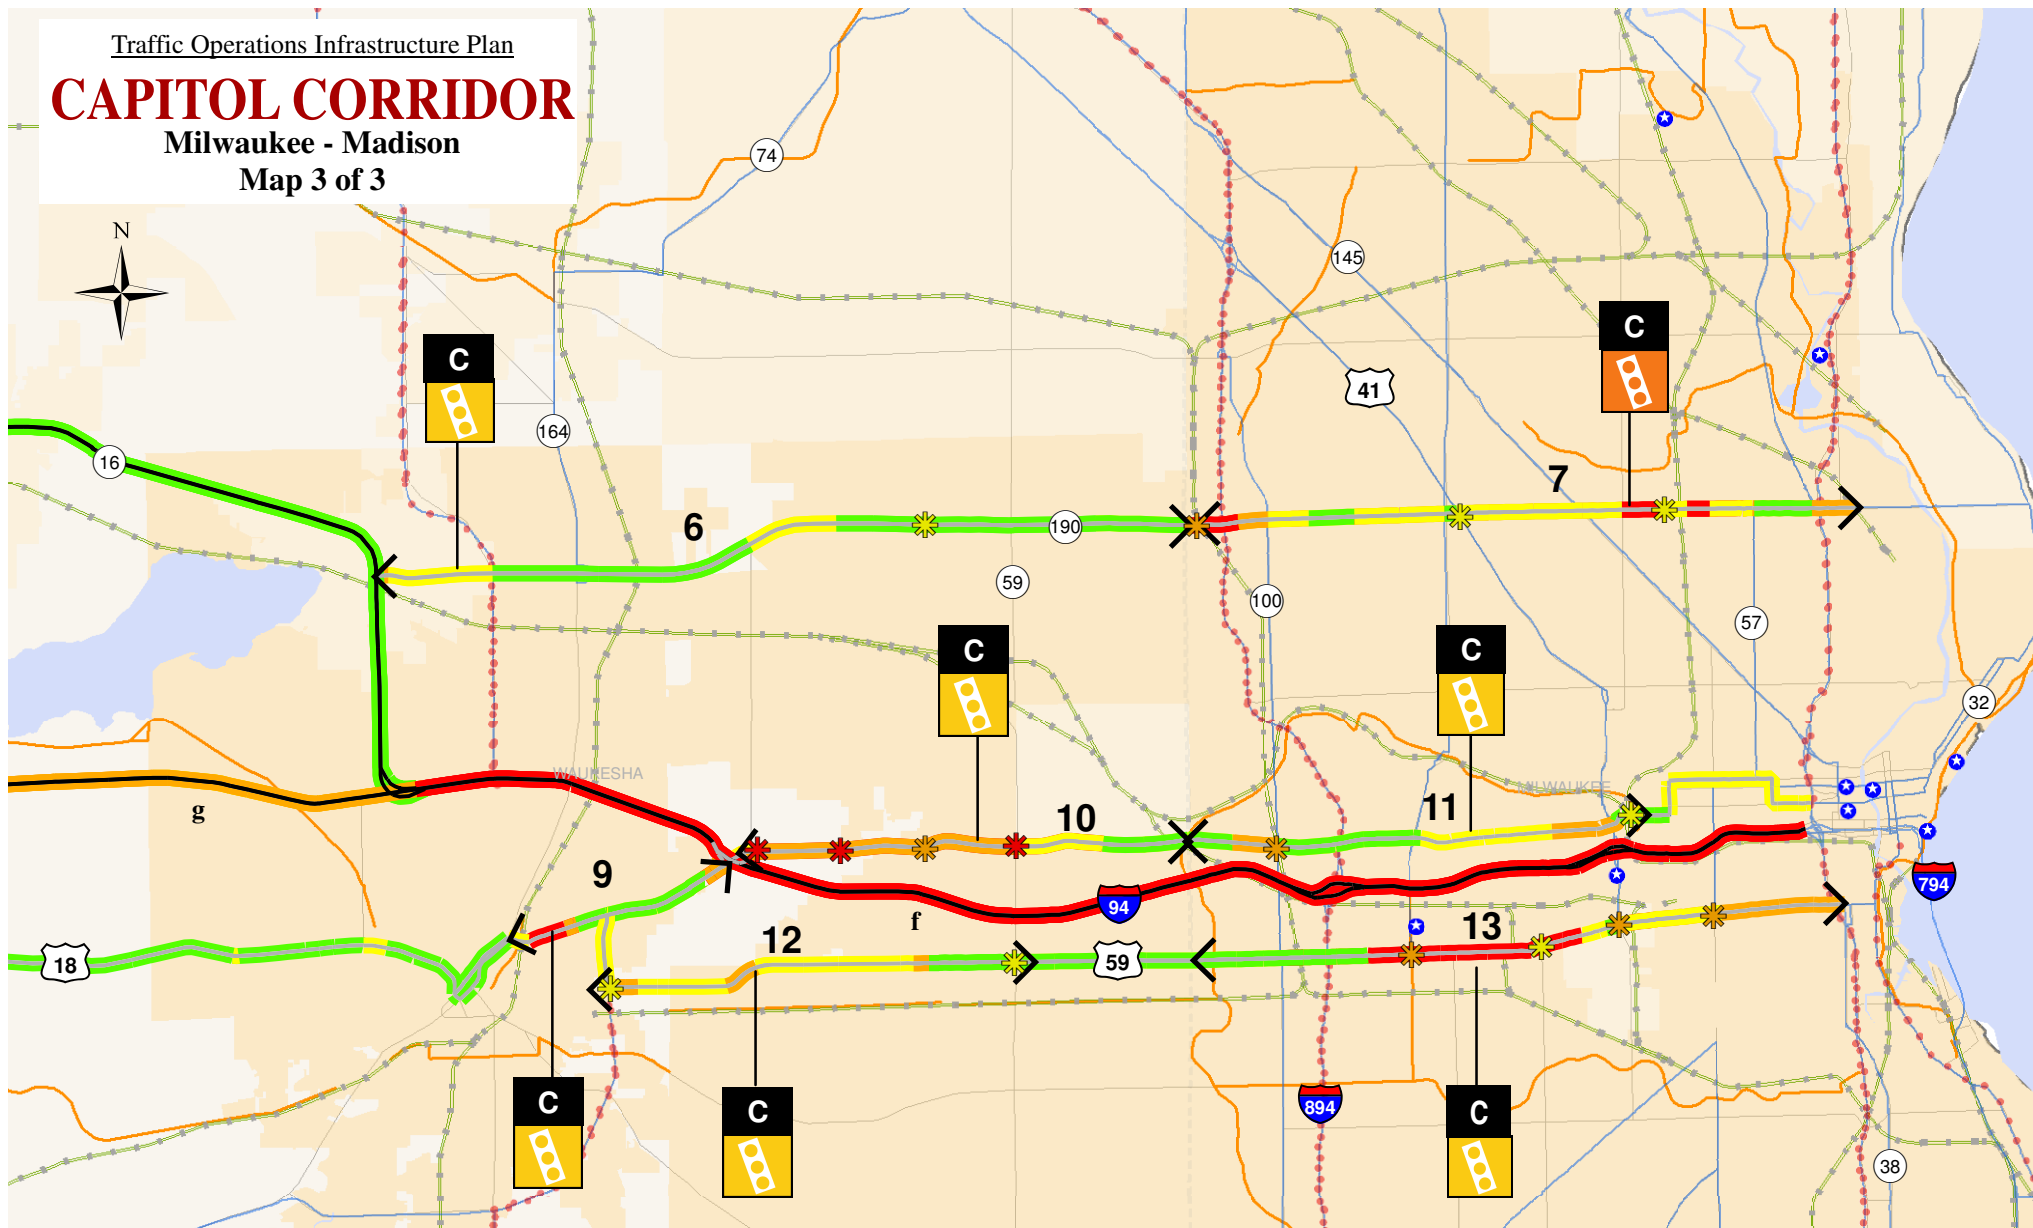 Traffic Operations Infrastructure Plan
CAPITOL CORRIDOR
Milwaukee - Madison
Map 3 of 3
N
74
145
C
C
41
164
16
7
6
190
59
100
57
C
C
32
WAUKESHA
MILWAUKEE
g
10
11
9
94
794
f
12
13
18
59
C
C
C
894
38